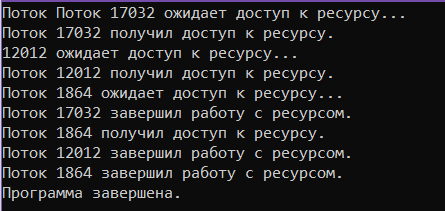 Поток Поток 17032 ожидает доступ к ресурсу...
Поток 17032 получил доступ к ресурсу.
12012 ожидает доступ к ресурсу...
Поток 12012 получил доступ к ресурсу.
Поток 1864 ожидает доступ к ресурсу...
Поток 17032 завершил работу с ресурсом.
Поток 1864 получил доступ к ресурсу.
Поток 12012 завершил работу с ресурсом.
Поток 1864 завершил работу с ресурсом.
Программа завершена.